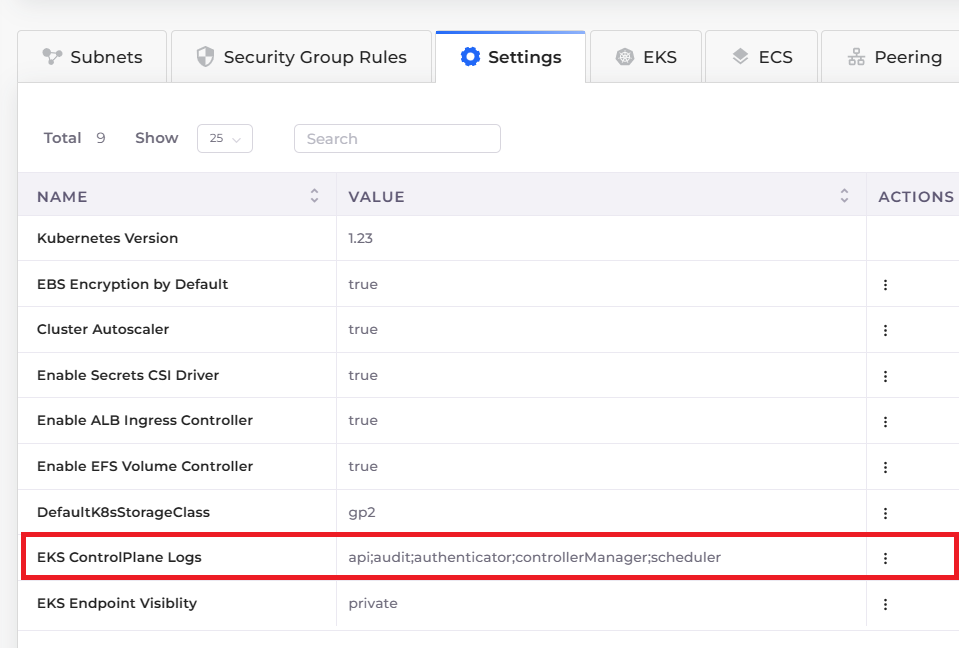 Subnets Security Group Rules Settings EKS ECS Peering
Total 9 Show 25 Search
NAME VALUE ACTIONS
Kubernetes Version 1.23
EBS Encryption by Default true
Cluster Autoscaler true
Enable Secrets CSI Driver true
Enable ALB Ingress Controller true
Enable EFS Volume Controller true
DefaultK8sStorageClass gp2
EKS ControlPlane Logs api;audit;authenticator;controllerManager;scheduler
EKS Endpoint Visiblity private